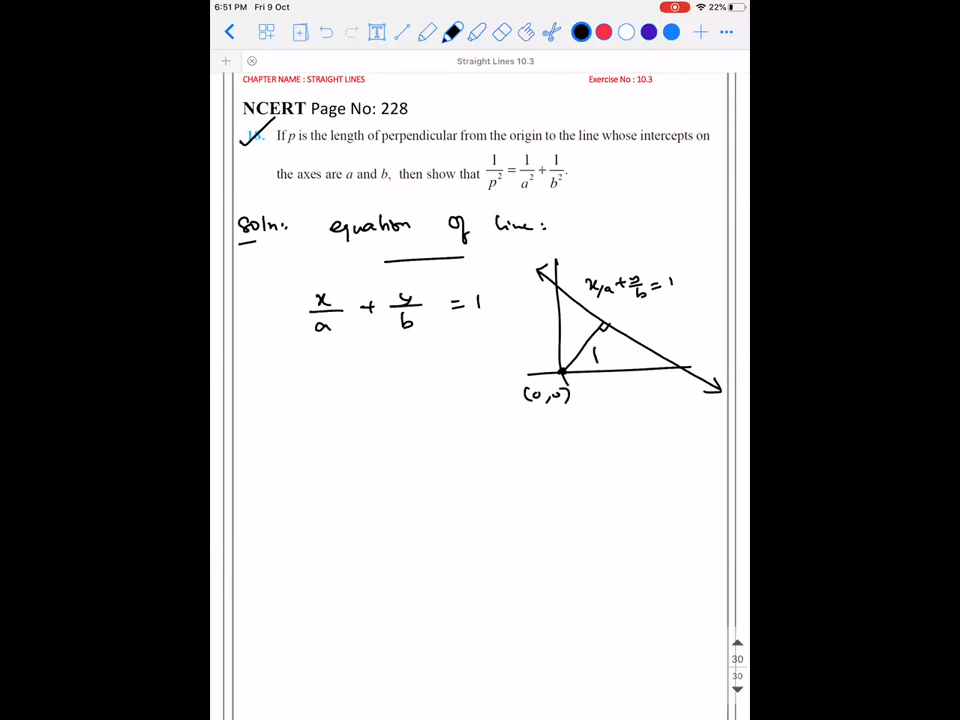 6:51 PM Fri 9 Oct 22%
Straight Lines 10.3
CHAPTER NAME : STRAIGHT LINES Exercise No : 10.3
NCERT Page No: 228
If p is the length of perpendicular from the origin to the line whose intercepts on
the axes are a and b, then show that 1/p² = 1/a² + 1/b².
Soln: equation of line:
x/a + y/b = 1
x/a + y/b = 1
(0,0)
30
30